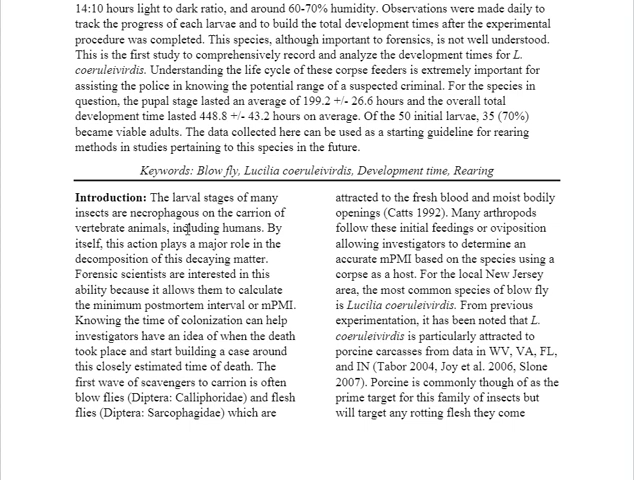 14:10 hours light to dark ratio, and around 60-70% humidity. Observations were made daily to
track the progress of each larvae and to build the total development times after the experimental
procedure was completed. This species, although important to forensics, is not well understood.
This is the first study to comprehensively record and analyze the development times for L.
coeruleivirdis. Understanding the life cycle of these corpse feeders is extremely important for
assisting the police in knowing the potential range of a suspected criminal. For the species in
question, the pupal stage lasted an average of 199.2 +/- 26.6 hours and the overall total
development time lasted 448.8 +/- 43.2 hours on average. Of the 50 initial larvae, 35 (70%)
became viable adults. The data collected here can be used as a starting guideline for rearing
methods in studies pertaining to this species in the future.
Keywords: Blow fly, Lucilia coeruleivirdis, Development time, Rearing
Introduction: The larval stages of many
insects are necrophagous on the carrion of
vertebrate animals, including humans. By
itself, this action plays a major role in the
decomposition of this decaying matter.
Forensic scientists are interested in this
ability because it allows them to calculate
the minimum postmortem interval or mPMI.
Knowing the time of colonization can help
investigators have an idea of when the death
took place and start building a case around
this closely estimated time of death. The
first wave of scavengers to carrion is often
blow flies (Diptera: Calliphoridae) and flesh
flies (Diptera: Sarcophagidae) which are
attracted to the fresh blood and moist bodily
openings (Catts 1992). Many arthropods
follow these initial feedings or oviposition
allowing investigators to determine an
accurate mPMI based on the species using a
corpse as a host. For the local New Jersey
area, the most common species of blow fly
is Lucilia coeruleivirdis. From previous
experimentation, it has been noted that L.
coeruleivirdis is particularly attracted to
porcine carcasses from data in WV, VA, FL,
and IN (Tabor 2004, Joy et al. 2006, Slone
2007). Porcine is commonly though of as the
prime target for this family of insects but
will target any rotting flesh they come